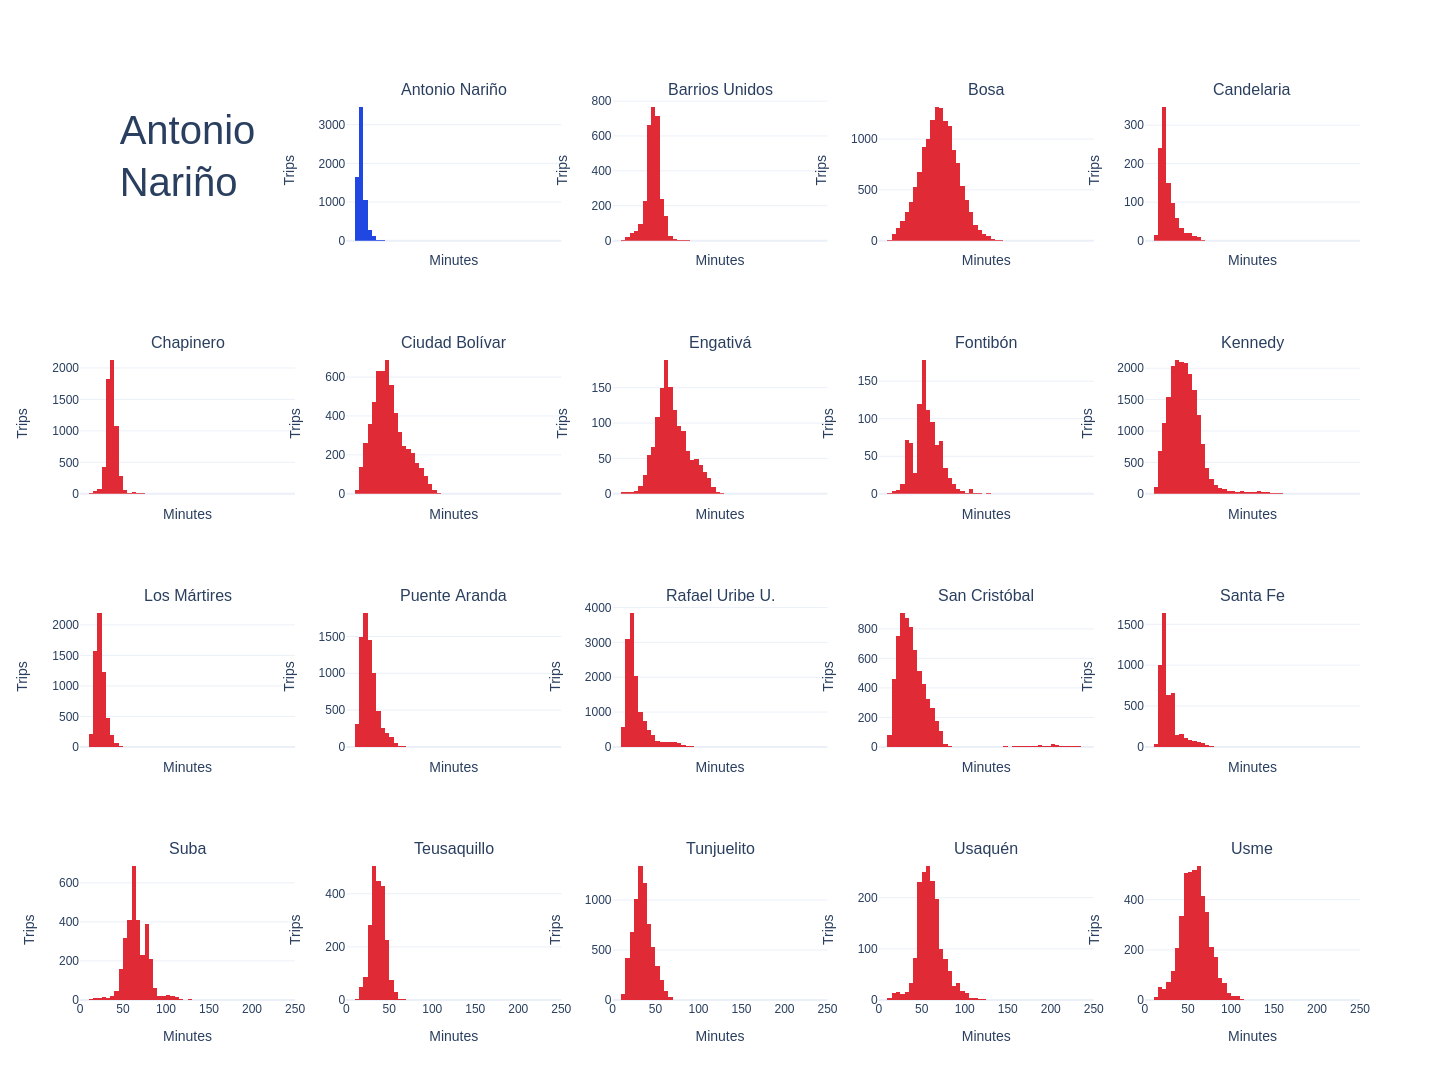 Antonio
Nariño
Antonio Nariño
3000
2000
1000
0
Trips
Minutes
Barrios Unidos
800
600
400
200
0
Trips
Minutes
Bosa
1000
500
0
Trips
Minutes
Candelaria
300
200
100
0
Trips
Minutes
Chapinero
2000
1500
1000
500
0
Trips
Minutes
Ciudad Bolívar
600
400
200
0
Trips
Minutes
Engativá
150
100
50
0
Trips
Minutes
Fontibón
150
100
50
0
Trips
Minutes
Kennedy
2000
1500
1000
500
0
Trips
Minutes
Los Mártires
2000
1500
1000
500
0
Trips
Minutes
Puente Aranda
1500
1000
500
0
Trips
Minutes
Rafael Uribe U.
4000
3000
2000
1000
0
Trips
Minutes
San Cristóbal
800
600
400
200
0
Trips
Minutes
Santa Fe
1500
1000
500
0
Trips
Minutes
Suba
600
400
200
0
Trips
0 50 100 150 200 250
Minutes
Teusaquillo
400
200
0
Trips
0 50 100 150 200 250
Minutes
Tunjuelito
1000
500
0
Trips
0 50 100 150 200 250
Minutes
Usaquén
200
100
0
Trips
0 50 100 150 200 250
Minutes
Usme
400
200
0
Trips
0 50 100 150 200 250
Minutes